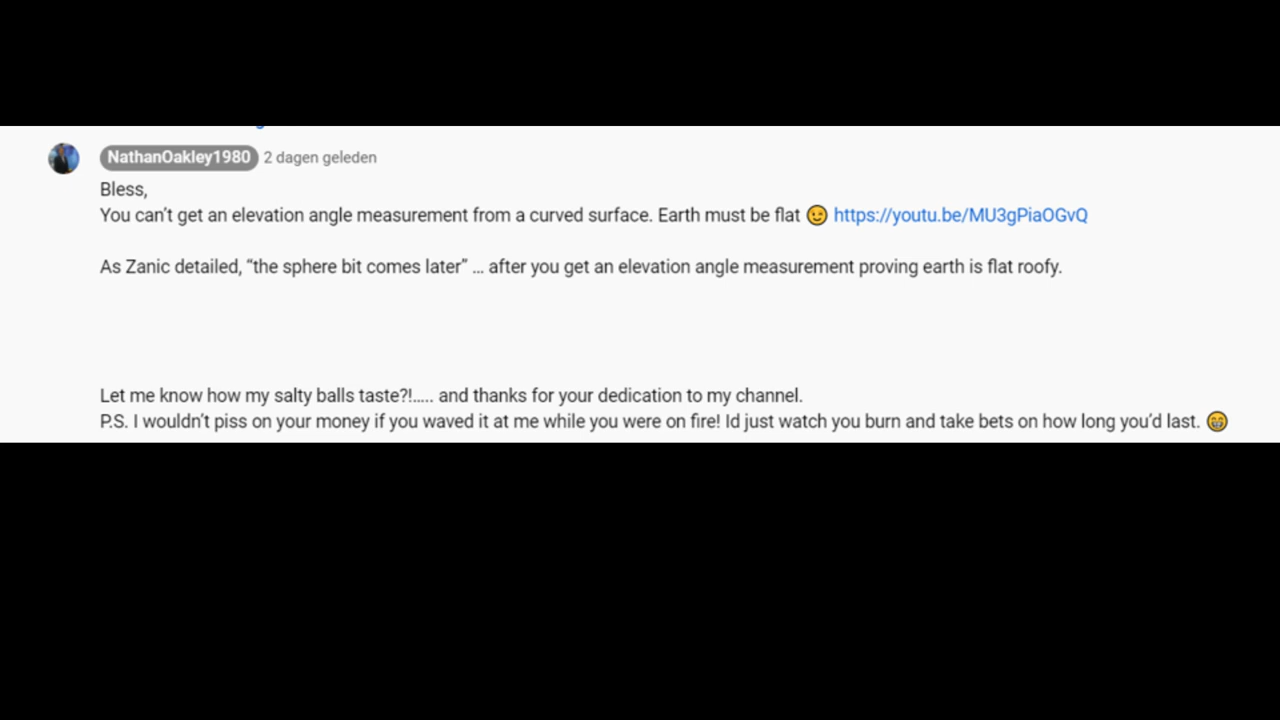 NathanOakley1980 2 dagen geleden
Bless,
You can't get an elevation angle measurement from a curved surface. Earth must be flat 😉 https://youtu.be/MU3gPiaOGvQ
As Zanic detailed, “the sphere bit comes later” … after you get an elevation angle measurement proving earth is flat roofy.
Let me know how my salty balls taste?!….. and thanks for your dedication to my channel.
P.S. I wouldn't piss on your money if you waved it at me while you were on fire! Id just watch you burn and take bets on how long you'd last. 😁